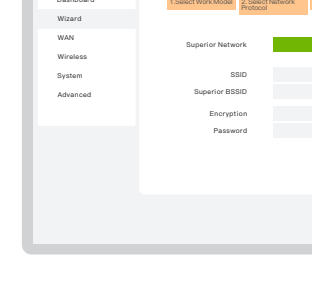 Dashboard
Wizard
WAN
Wireless
System
Advanced
1.Select Work Model
2. Select Network
Protocol
Superior Network
SSID
Superior BSSID
Encryption
Password